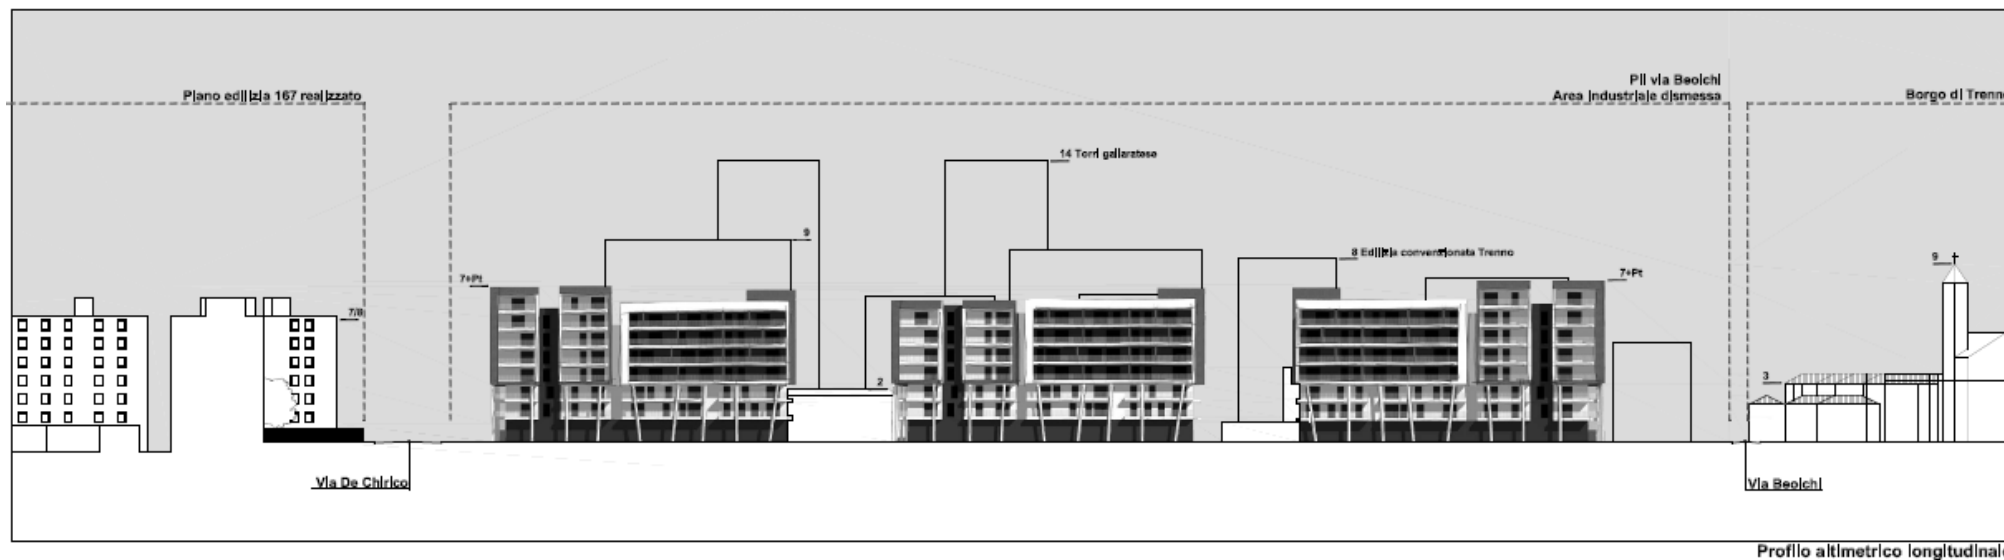 Piano edilizia 167 realizzato
PII via Beolchi
Area industriale dismessa
Borgo di Trenno
14 Torri gallaratese
9
8 Edilizia convenzionata Trenno
9
7+Pt
7+Pt
7/8
2
3
Via De Chirico
Via Beolchi
Profilo altimetrico longitudinale